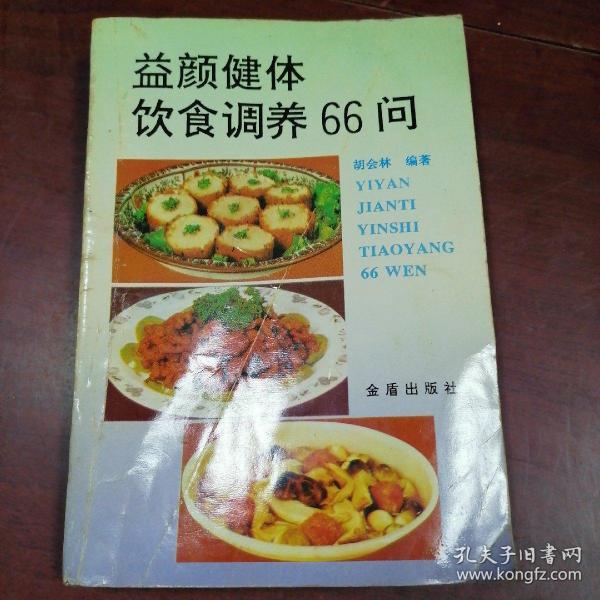 益颜健体
饮食调养66问
胡会林 编著
YIYAN
JIANTI
YINSHI
TIAOYANG
66 WEN
金盾出版社
孔夫子旧书网
www.kongfz.com